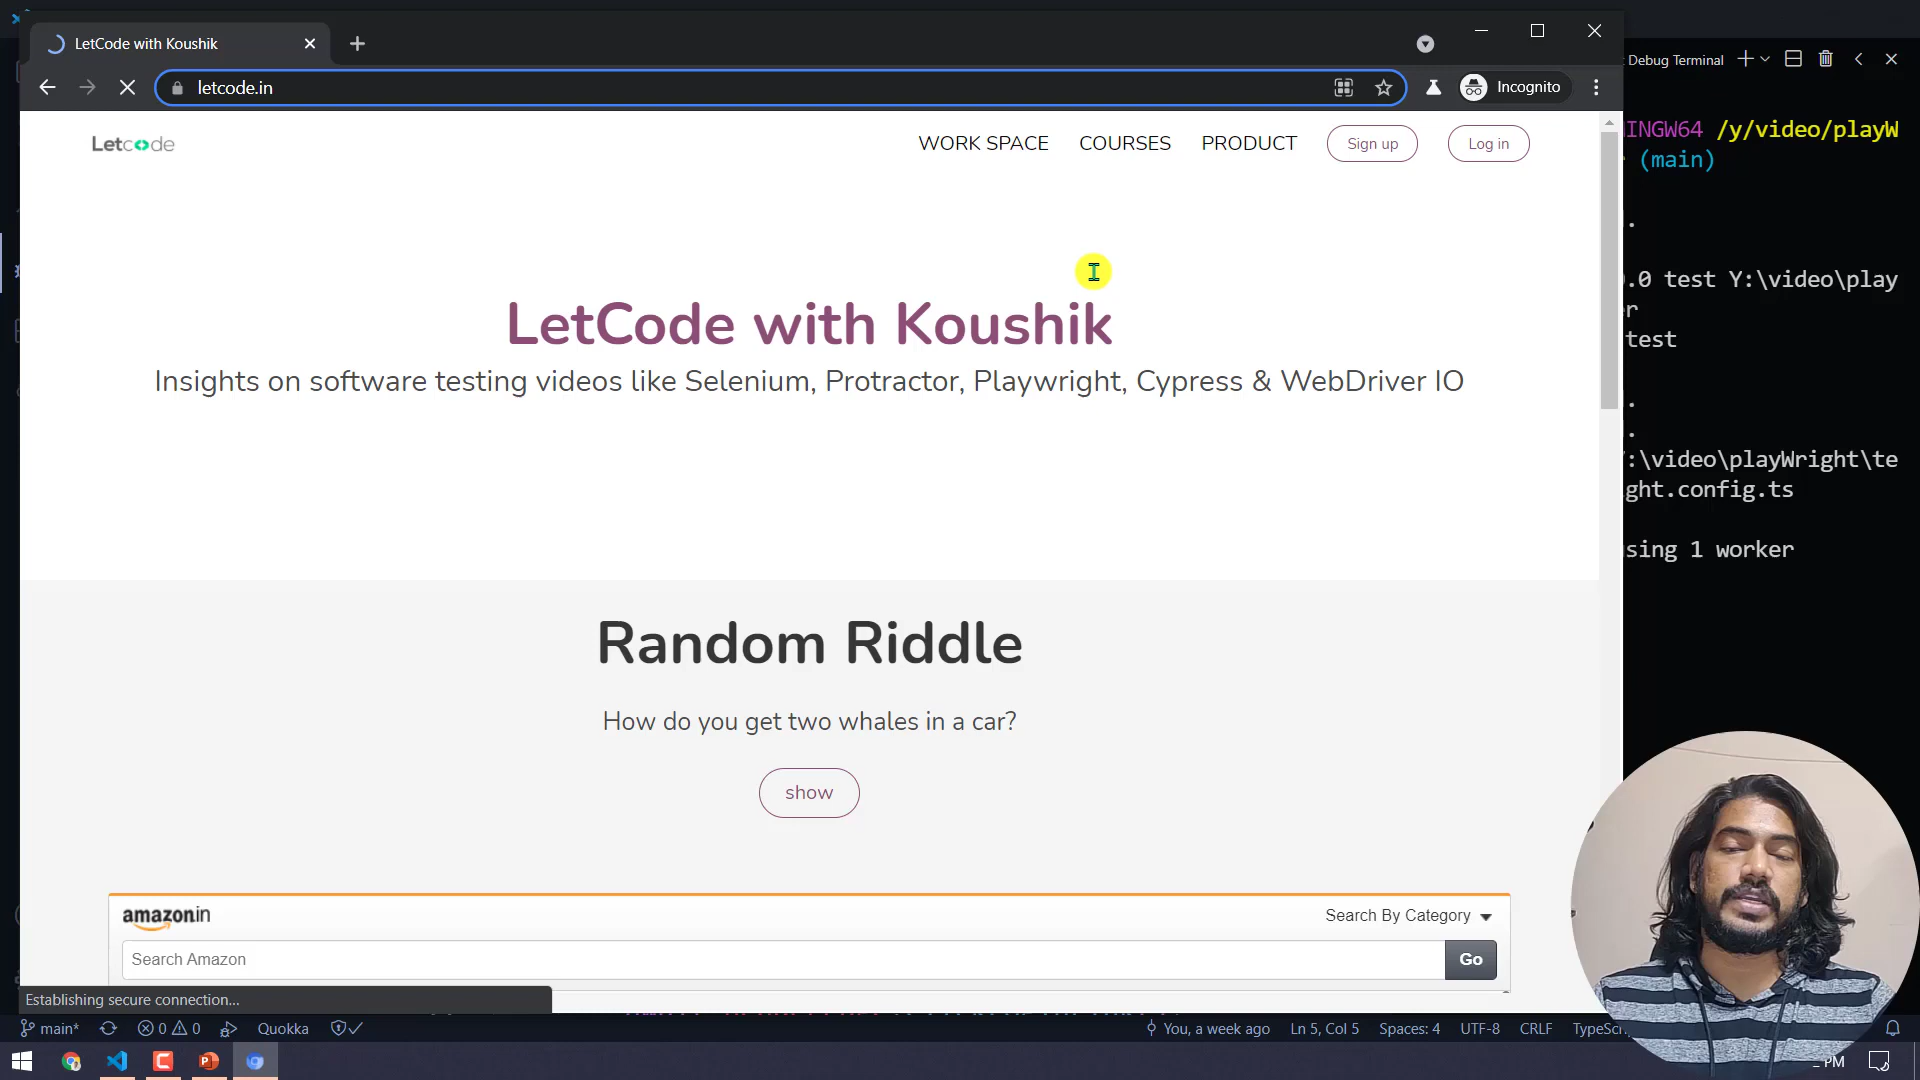 LetCode with Koushik
letcode.in
Incognito
Debug Terminal
Letcode
WORK SPACE
COURSES
PRODUCT
Sign up
Log in
INGW64 /y/video/playW
(main)
.
LetCode with Koushik
.0 test Y:\video\play
er
test
Insights on software testing videos like Selenium, Protractor, Playwright, Cypress & WebDriver IO
.
.
:\video\playWright\te
ght.config.ts
sing 1 worker
Random Riddle
How do you get two whales in a car?
show
amazon.in
Search By Category
Search Amazon
Go
Establishing secure connection...
main*
0
0
Quokka
You, a week ago
Ln 5, Col 5
Spaces: 4
UTF-8
CRLF
TypeScri
PM